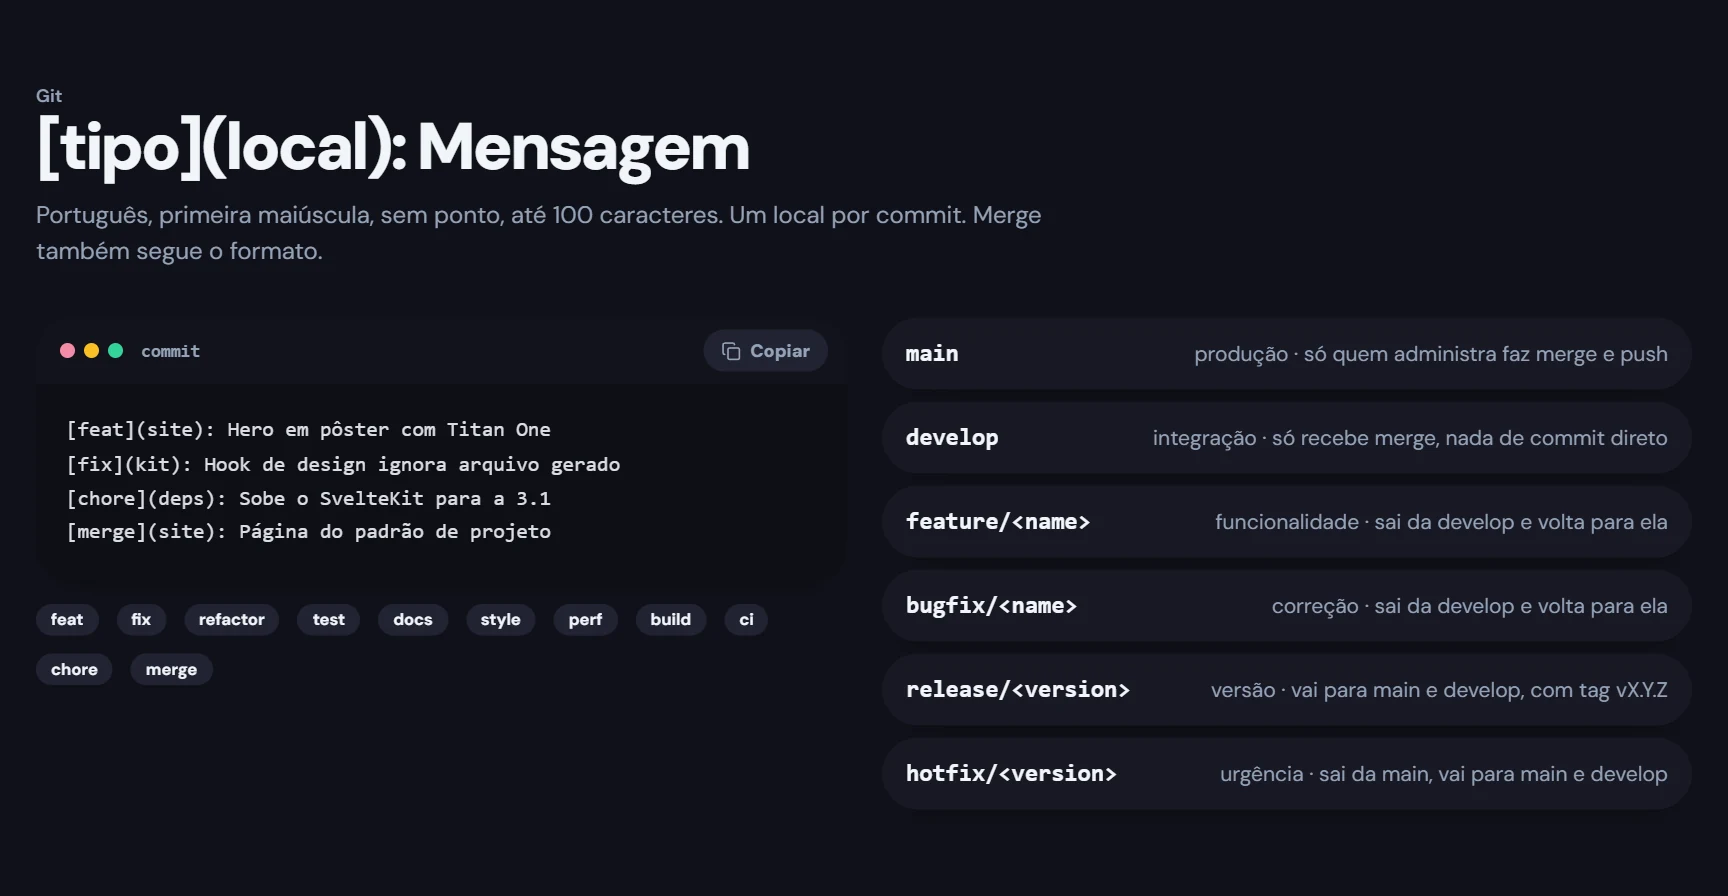 Git
[tipo](local): Mensagem
Português, primeira maiúscula, sem ponto, até 100 caracteres. Um local por commit. Merge
também segue o formato.
commit
Copiar
[feat](site): Hero em pôster com Titan One
[fix](kit): Hook de design ignora arquivo gerado
[chore](deps): Sobe o SvelteKit para a 3.1
[merge](site): Página do padrão de projeto
feat fix refactor test docs style perf build ci
chore merge
main produção · só quem administra faz merge e push
develop integração · só recebe merge, nada de commit direto
feature/<name> funcionalidade · sai da develop e volta para ela
bugfix/<name> correção · sai da develop e volta para ela
release/<version> versão · vai para main e develop, com tag vX.Y.Z
hotfix/<version> urgência · sai da main, vai para main e develop